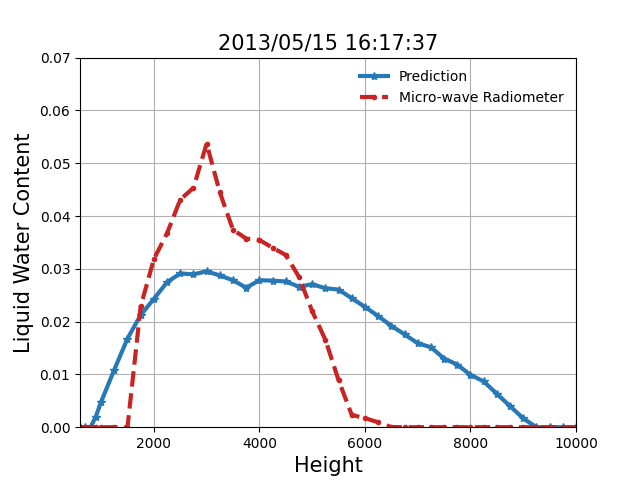 2013/05/15 16:17:37
0.07
0.06
0.05
0.04
0.03
0.02
0.01
0.00
Liquid Water Content
Prediction
Micro-wave Radiometer
2000 4000 6000 8000 10000
Height